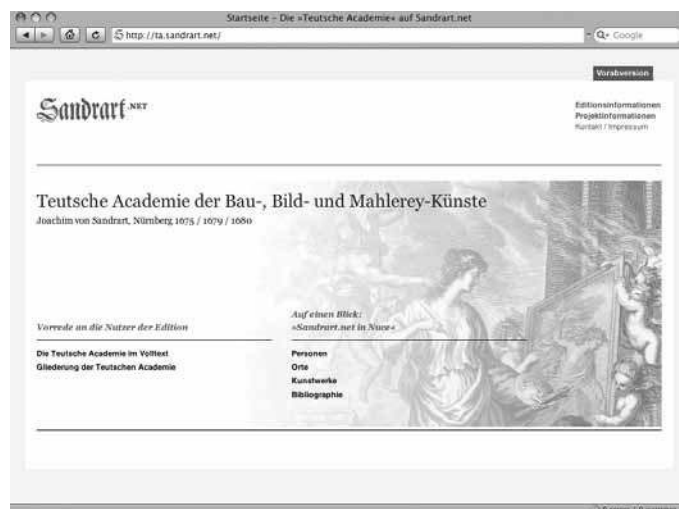 Startseite – Die »Teutsche Academie« auf Sandrart.net
http://ta.sandrart.net/
Google
Vorabversion
Sandrart.NET
Editionsinformationen
Projektinformationen
Kontakt / Impressum
Teutsche Academie der Bau-, Bild- und Mahlerey-Künste
Joachim von Sandrart, Nürnberg 1675 / 1679 / 1680
Vorrede an die Nutzer der Edition
Die Teutsche Academie im Volltext
Gliederung der Teutschen Academie
Auf einen Blick:
»Sandrart.net in Nuce«
Personen
Orte
Kunstwerke
Bibliographie